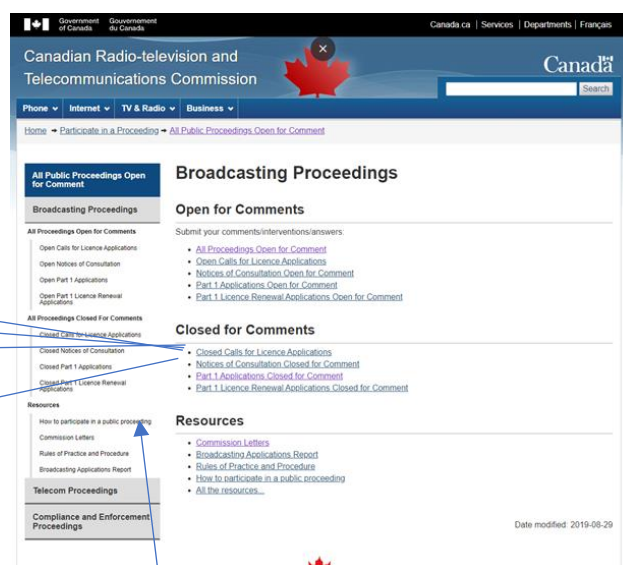 Government of Canada
Gouvernement du Canada
Canada.ca | Services | Departments | Français
Canadian Radio-television and
Telecommunications Commission
Canada
Search
Phone Internet TV & Radio Business
Home → Participate in a Proceeding → All Public Proceedings Open for Comment
All Public Proceedings Open
for Comment
Broadcasting Proceedings
All Proceedings Open for Comments
Open Calls for Licence Applications
Open Notices of Consultation
Open Part 1 Applications
Open Part 1 Licence Renewal
Applications
All Proceedings Closed For Comments
Closed Calls for Licence Applications
Closed Notices of Consultation
Closed Part 1 Applications
Closed Part 1 Licence Renewal
Applications
Resources
How to participate in a public proceeding
Commission Letters
Rules of Practice and Procedure
Broadcasting Applications Report
Telecom Proceedings
Compliance and Enforcement
Proceedings
Broadcasting Proceedings
Open for Comments
Submit your comments/interventions/answers:
All Proceedings Open for Comment
Open Calls for Licence Applications
Notices of Consultation Open for Comment
Part 1 Applications Open for Comment
Part 1 Licence Renewal Applications Open for Comment
Closed for Comments
Closed Calls for Licence Applications
Notices of Consultation Closed for Comment
Part 1 Applications Closed for Comment
Part 1 Licence Renewal Applications Closed for Comment
Resources
Commission Letters
Broadcasting Applications Report
Rules of Practice and Procedure
How to participate in a public proceeding
All the resources...
Date modified: 2019-08-29